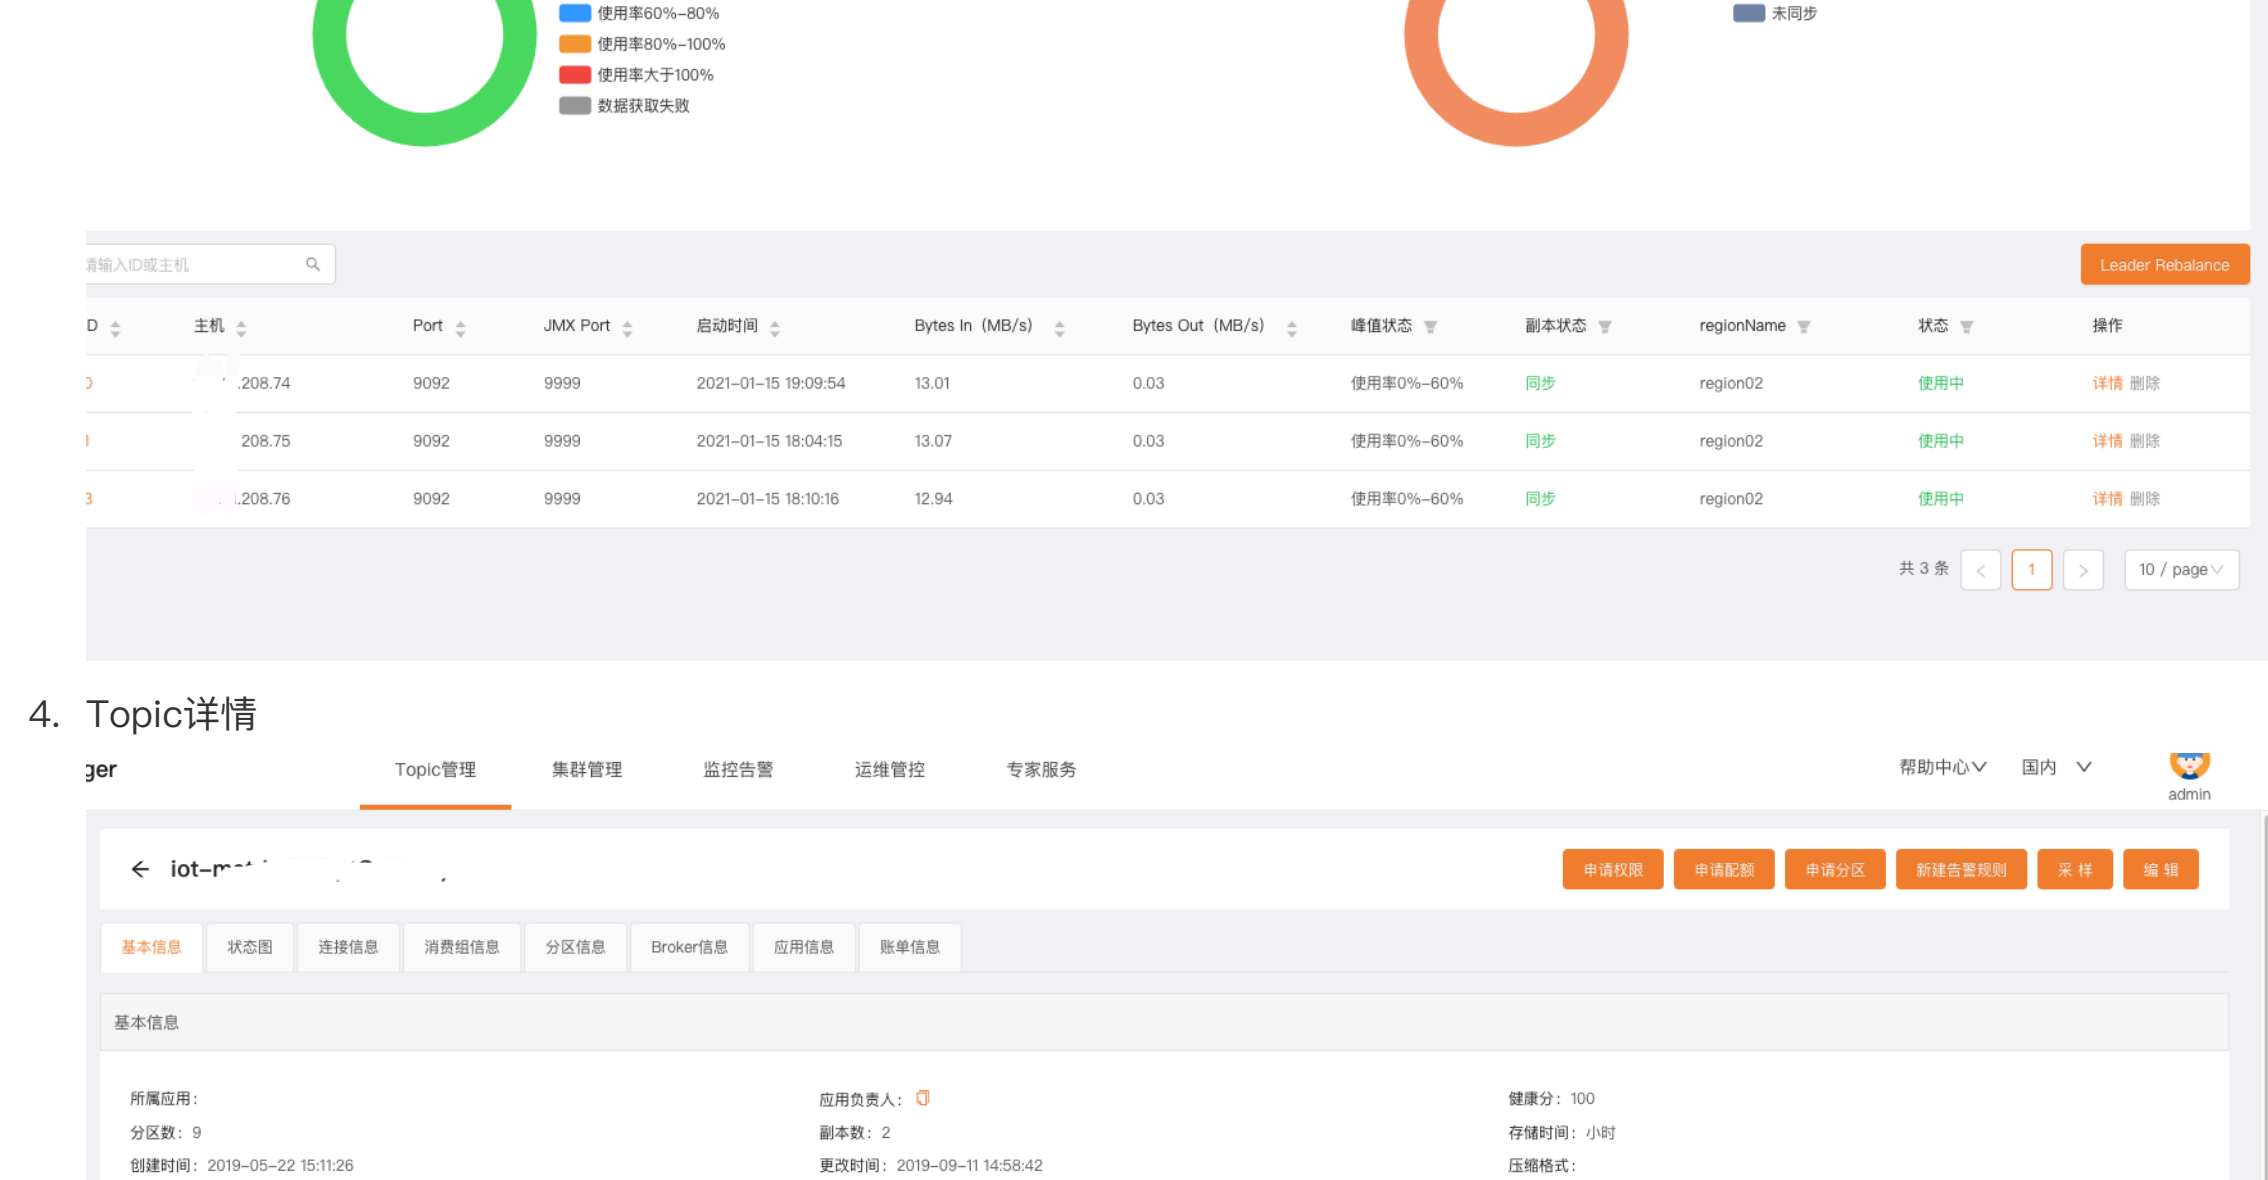 使用率60%-80%
未同步
使用率80%-100%
使用率大于100%
数据获取失败
请输入ID或主机
Leader Rebalance
D 主机 Port JMX Port 启动时间 Bytes In (MB/s) Bytes Out (MB/s) 峰值状态 副本状态 regionName 状态 操作
0 .208.74 9092 9999 2021-01-15 19:09:54 13.01 0.03 使用率0%-60% 同步 region02 使用中 详情 删除
1 208.75 9092 9999 2021-01-15 18:04:15 13.07 0.03 使用率0%-60% 同步 region02 使用中 详情 删除
3 .208.76 9092 9999 2021-01-15 18:10:16 12.94 0.03 使用率0%-60% 同步 region02 使用中 详情 删除
共 3 条 < 1 > 10 / page
4. Topic详情
ger Topic管理 集群管理 监控告警 运维管控 专家服务 帮助中心 国内
admin
申请权限 申请配额 申请分区 新建告警规则 采 样 编 辑
基本信息 状态图 连接信息 消费组信息 分区信息 Broker信息 应用信息 账单信息
基本信息
所属应用： 应用负责人： 健康分：100
分区数：9 副本数：2 存储时间：小时
创建时间：2019-05-22 15:11:26 更改时间：2019-09-11 14:58:42 压缩格式：